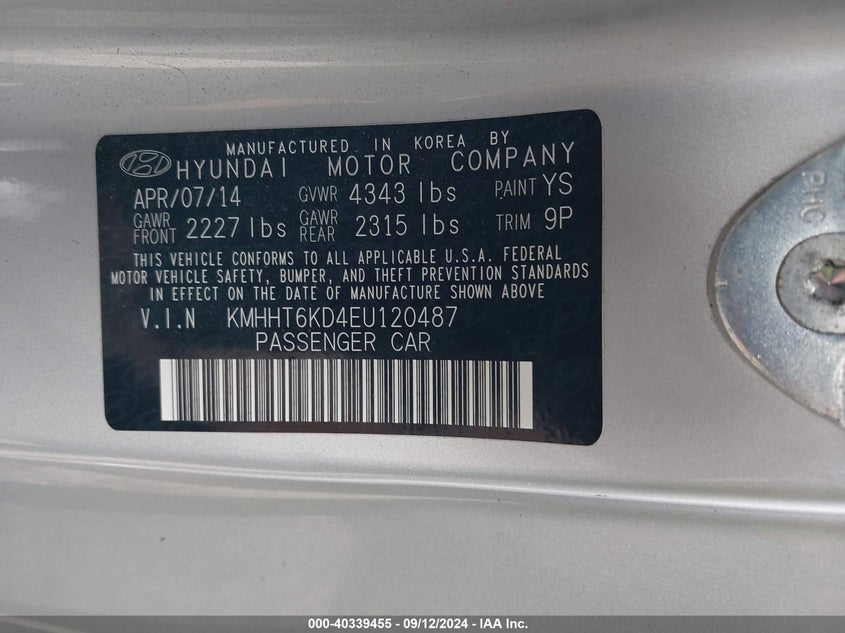 MANUFACTURED IN KOREA BY
HYUNDAI MOTOR COMPANY
APR/07/14 GVWR 4343 lbs PAINT YS
GAWR FRONT 2227 lbs GAWR REAR 2315 lbs TRIM 9P
THIS VEHICLE CONFORMS TO ALL APPLICABLE U.S.A. FEDERAL
MOTOR VEHICLE SAFETY, BUMPER, AND THEFT PREVENTION STANDARDS
IN EFFECT ON THE DATE OF MANUFACTURE SHOWN ABOVE
V.I.N KMHHT6KD4EU120487
PASSENGER CAR
PHC
000-40339455 - 09/12/2024 - IAA Inc.